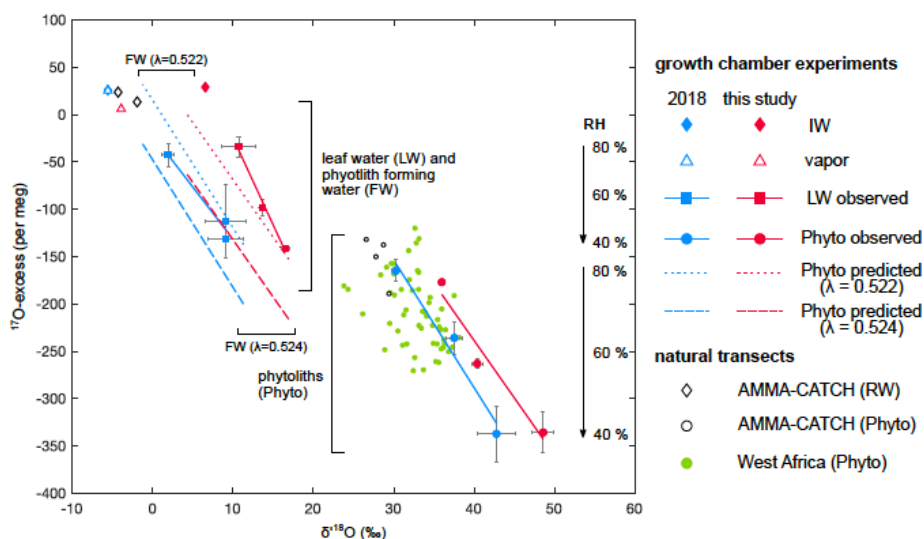 FW (λ=0.522)
50
0
-50
-100
-150
-200
-250
-300
-350
-400
17O-excess (per meg)
-10
0
10
20
30
40
50
60
δ'18O (‰)
leaf water (LW) and
phyotlith forming
water (FW)
FW (λ=0.524)
phytoliths
(Phyto)
RH
80 %
60 %
40 %
80 %
60 %
40 %
growth chamber experiments
2018 this study
IW
vapor
LW observed
Phyto observed
Phyto predicted
(λ = 0.522)
Phyto predicted
(λ = 0.524)
natural transects
AMMA-CATCH (RW)
AMMA-CATCH (Phyto)
West Africa (Phyto)